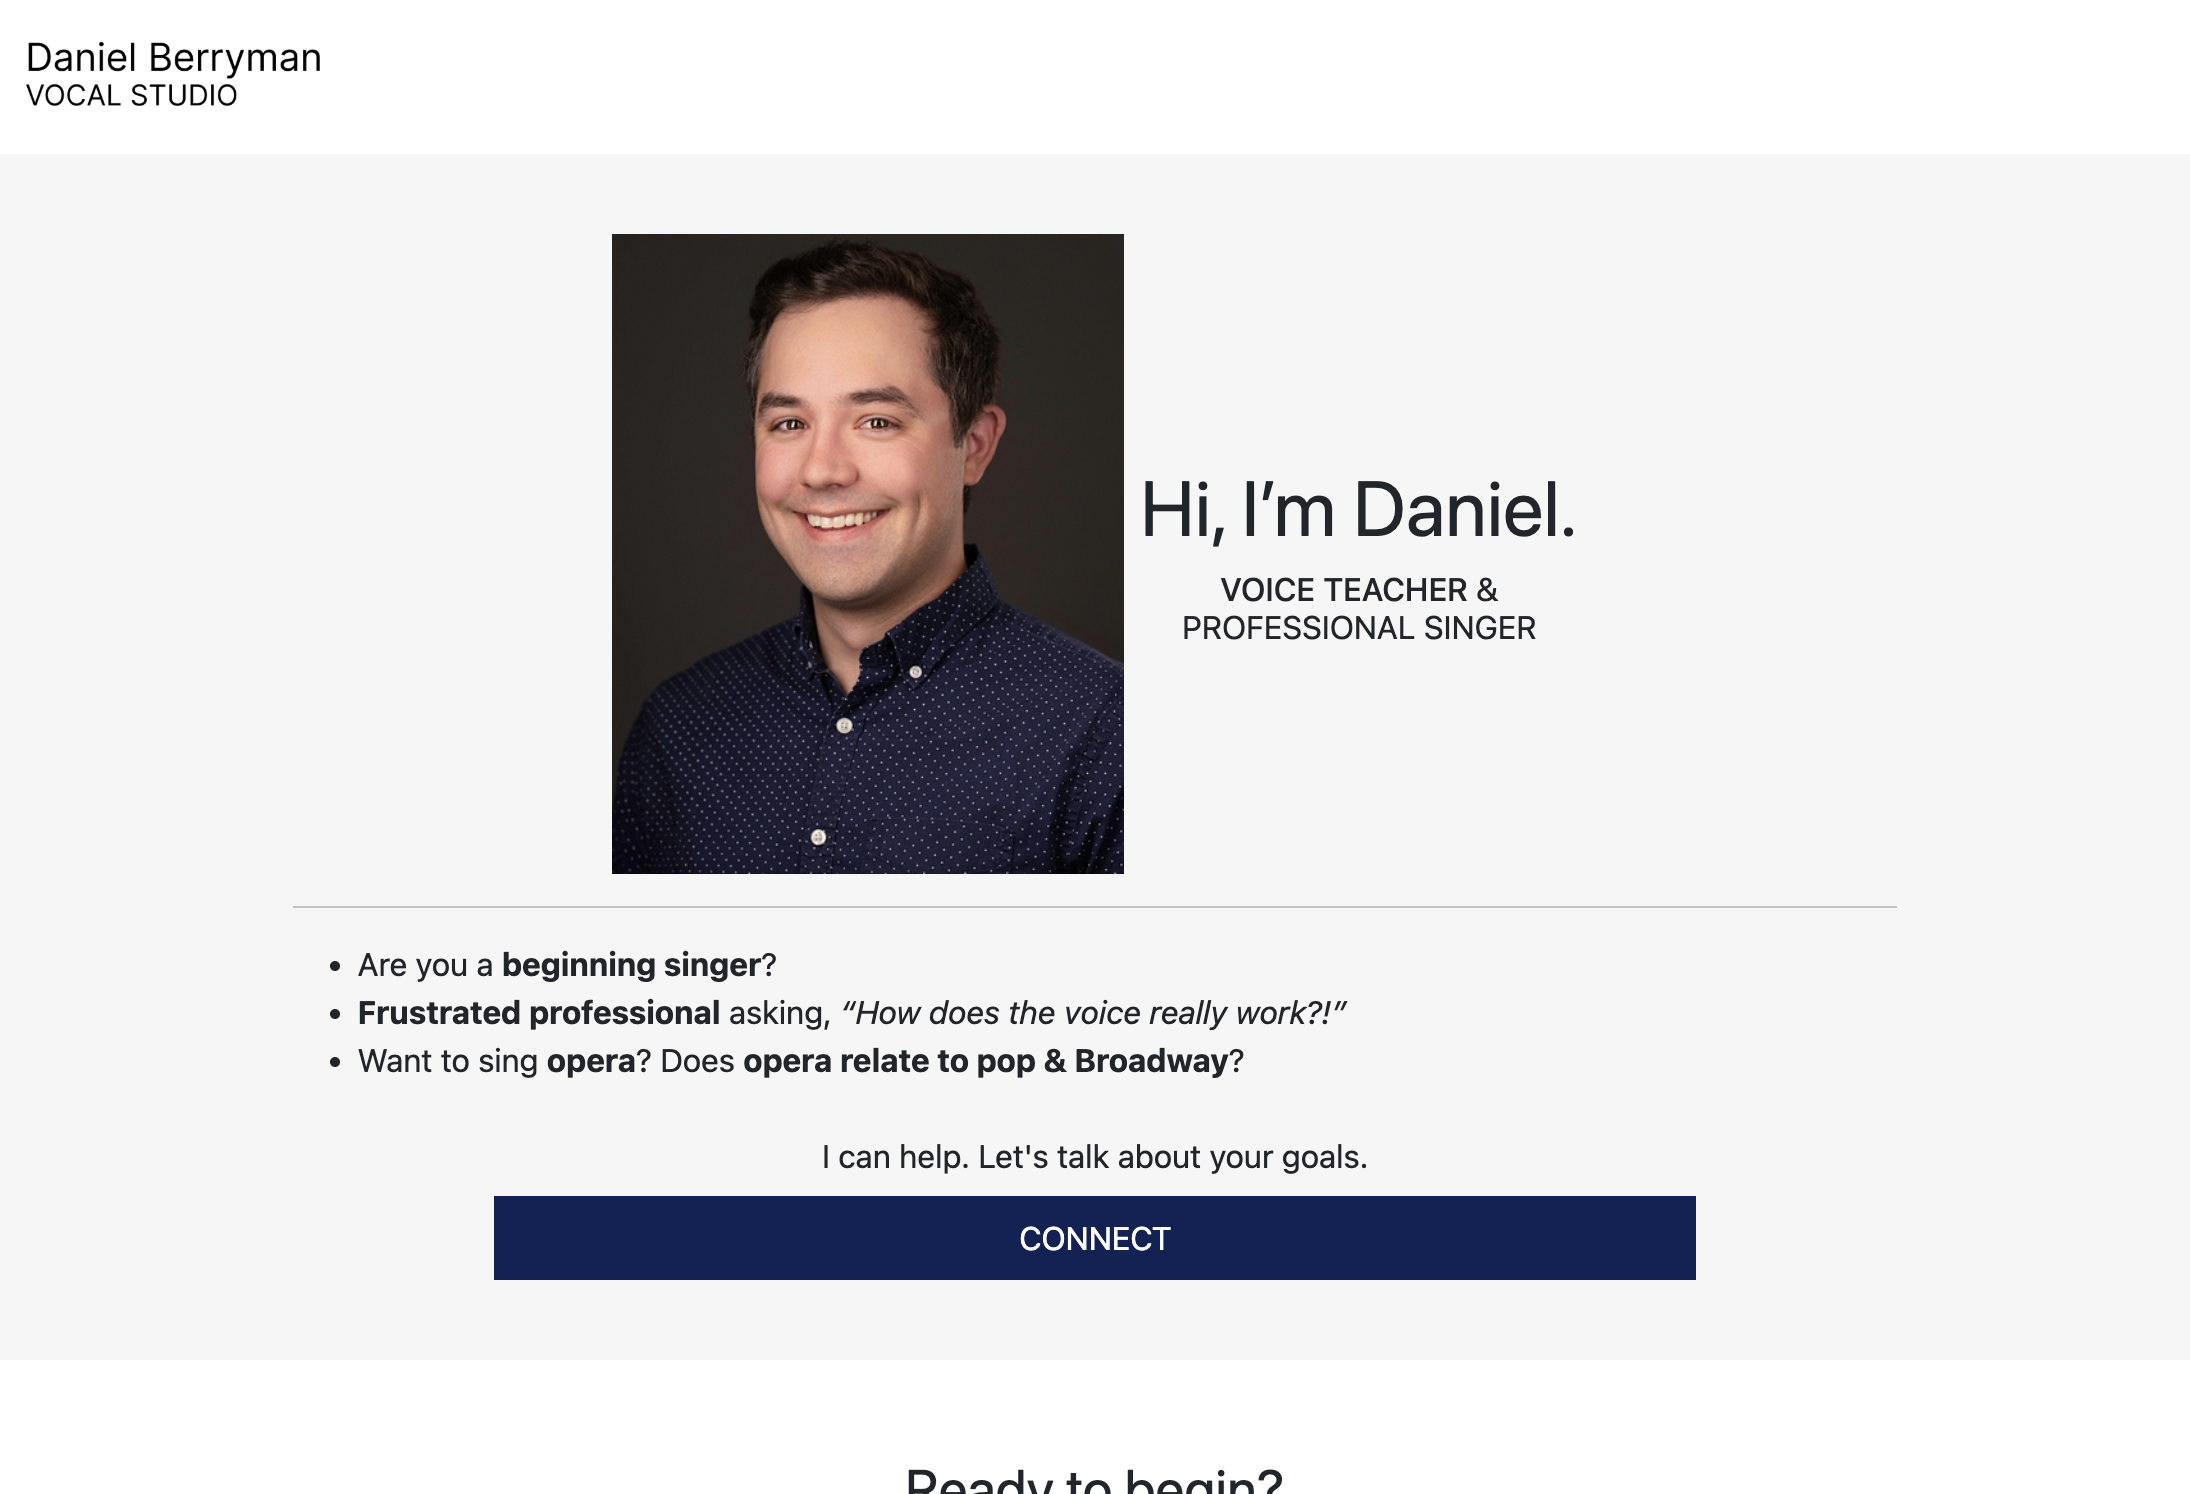 Daniel Berryman
VOCAL STUDIO
Hi, I’m Daniel.
VOICE TEACHER &
PROFESSIONAL SINGER
• Are you a beginning singer?
• Frustrated professional asking, “How does the voice really work?!”
• Want to sing opera? Does opera relate to pop & Broadway?
I can help. Let's talk about your goals.
CONNECT
Ready to begin?